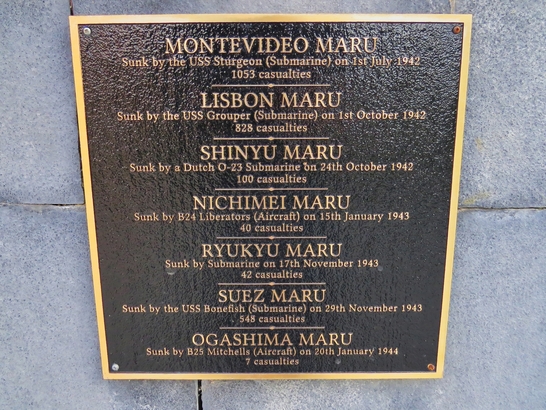 MONTEVIDEO MARU
Sunk by the USS Sturgeon (Submarine) on 1st July 1942
1053 casualties
LISBON MARU
Sunk by the USS Grouper (Submarine) on 1st October 1942
828 casualties
SHINYU MARU
Sunk by a Dutch O-23 Submarine on 24th October 1942
100 casualties
NICHIMEI MARU
Sunk by B24 Liberators (Aircraft) on 15th January 1943
40 casualties
RYUKYU MARU
Sunk by Submarine on 17th November 1943
42 casualties
SUEZ MARU
Sunk by the USS Bonefish (Submarine) on 29th November 1943
548 casualties
OGASHIMA MARU
Sunk by B25 Mitchells (Aircraft) on 20th January 1944
7 casualties